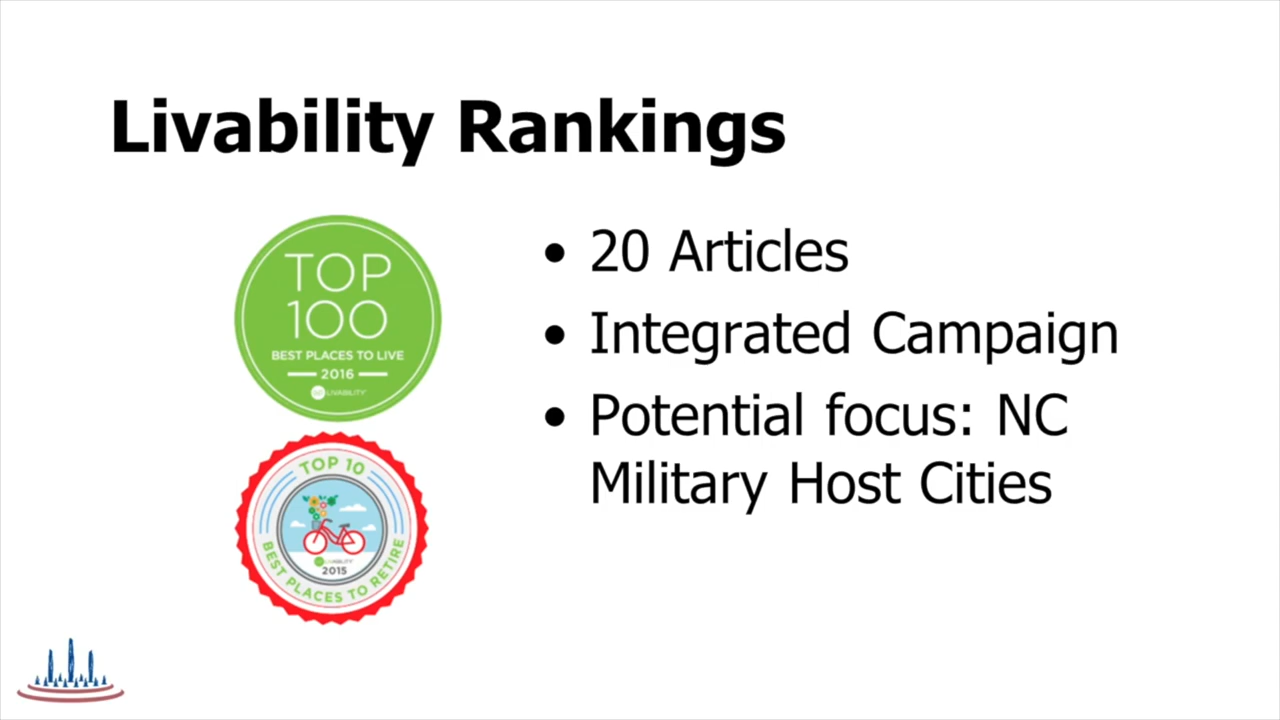 Livability Rankings
TOP
100
BEST PLACES TO LIVE
2016
LIVABILITY
TOP 10
BEST PLACES TO RETIRE
LIVABILITY
2015
• 20 Articles
• Integrated Campaign
• Potential focus: NC
Military Host Cities